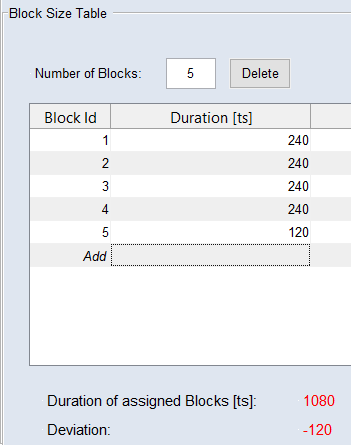 Block Size Table
Number of Blocks: 5 Delete
Block Id Duration [ts]
1 240
2 240
3 240
4 240
5 120
Add
Duration of assigned Blocks [ts]: 1080
Deviation: -120